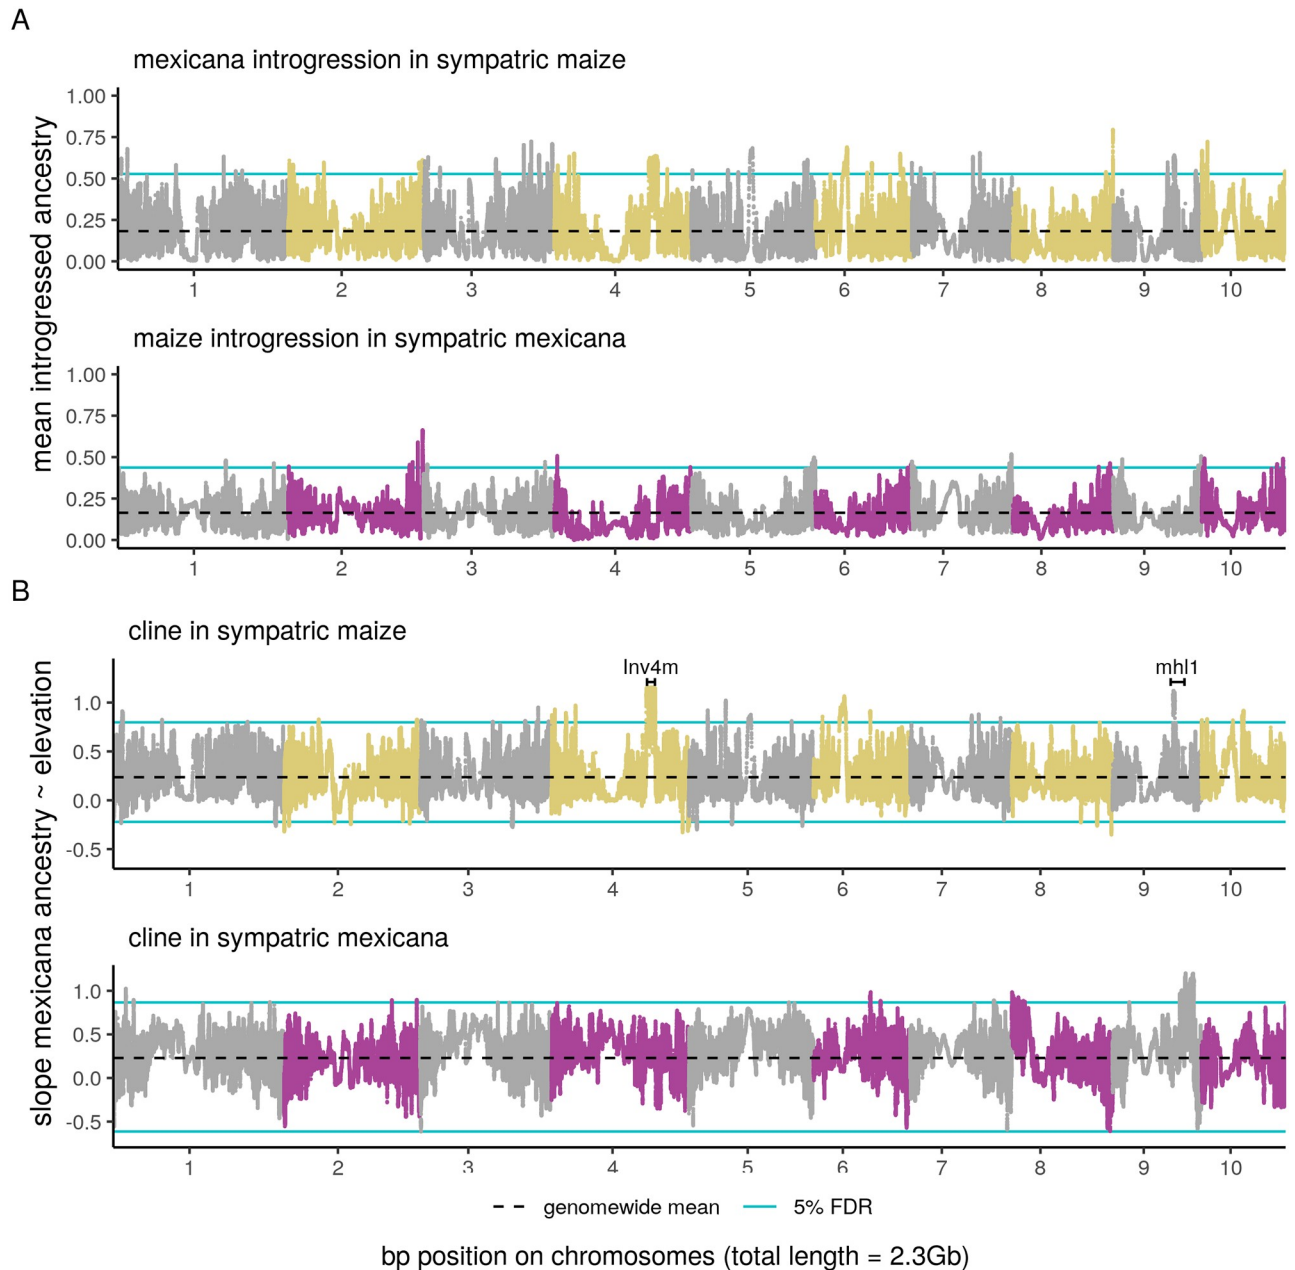 A
mexicana introgression in sympatric maize
mean introgressed ancestry
1.00
0.75
0.50
0.25
0.00
1 2 3 4 5 6 7 8 9 10
maize introgression in sympatric mexicana
1.00
0.75
0.50
0.25
0.00
1 2 3 4 5 6 7 8 9 10
B
cline in sympatric maize
slope mexicana ancestry ~ elevation
Inv4m mhl1
1.0
0.5
0.0
-0.5
1 2 3 4 5 6 7 8 9 10
cline in sympatric mexicana
1.0
0.5
0.0
-0.5
1 2 3 4 5 6 7 8 9 10
genomewide mean 5% FDR
bp position on chromosomes (total length = 2.3Gb)